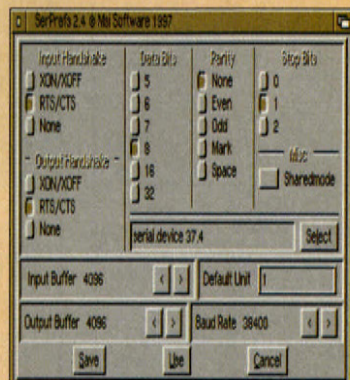 SerPrefs 2.4 © Msi Software 1997
Input Handshake
XON/XOFF
RTS/CTS
None
Output Handshake
XON/XOFF
RTS/CTS
None
Data Bits
5
6
7
8
16
32
Parity
None
Even
Odd
Mark
Space
Stop Bits
0
1
2
Misc
Sharedmode
serial.device 37.4
Select
Input Buffer 4096 < >
Default Unit 1
Output Buffer 4096 < >
Baud Rate 38400 < >
Save Use Cancel